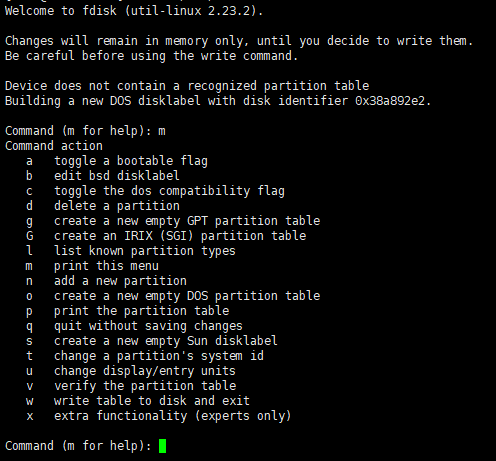 Welcome to fdisk (util-linux 2.23.2).
Changes will remain in memory only, until you decide to write them.
Be careful before using the write command.
Device does not contain a recognized partition table
Building a new DOS disklabel with disk identifier 0x38a892e2.
Command (m for help): m
Command action
a   toggle a bootable flag
b   edit bsd disklabel
c   toggle the dos compatibility flag
d   delete a partition
g   create a new empty GPT partition table
G   create an IRIX (SGI) partition table
l   list known partition types
m   print this menu
n   add a new partition
o   create a new empty DOS partition table
p   print the partition table
q   quit without saving changes
s   create a new empty Sun disklabel
t   change a partition's system id
u   change display/entry units
v   verify the partition table
w   write table to disk and exit
x   extra functionality (experts only)
Command (m for help):